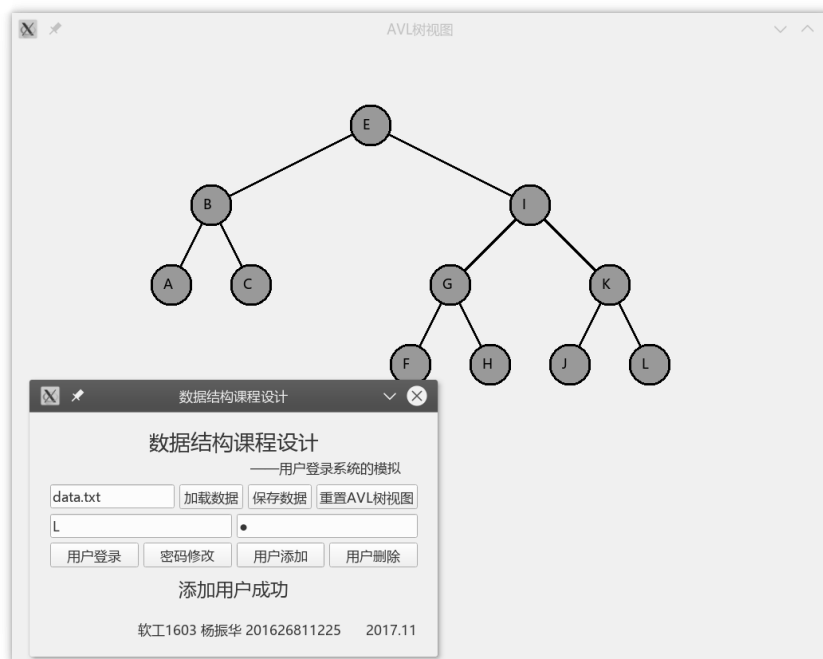 AVL树视图
E
B I
A C G K
F H J L
数据结构课程设计
数据结构课程设计
——用户登录系统的模拟
data.txt 加载数据 保存数据 重置AVL树视图
L ●
用户登录 密码修改 用户添加 用户删除
添加用户成功
软工1603 杨振华 201626811225 2017.11